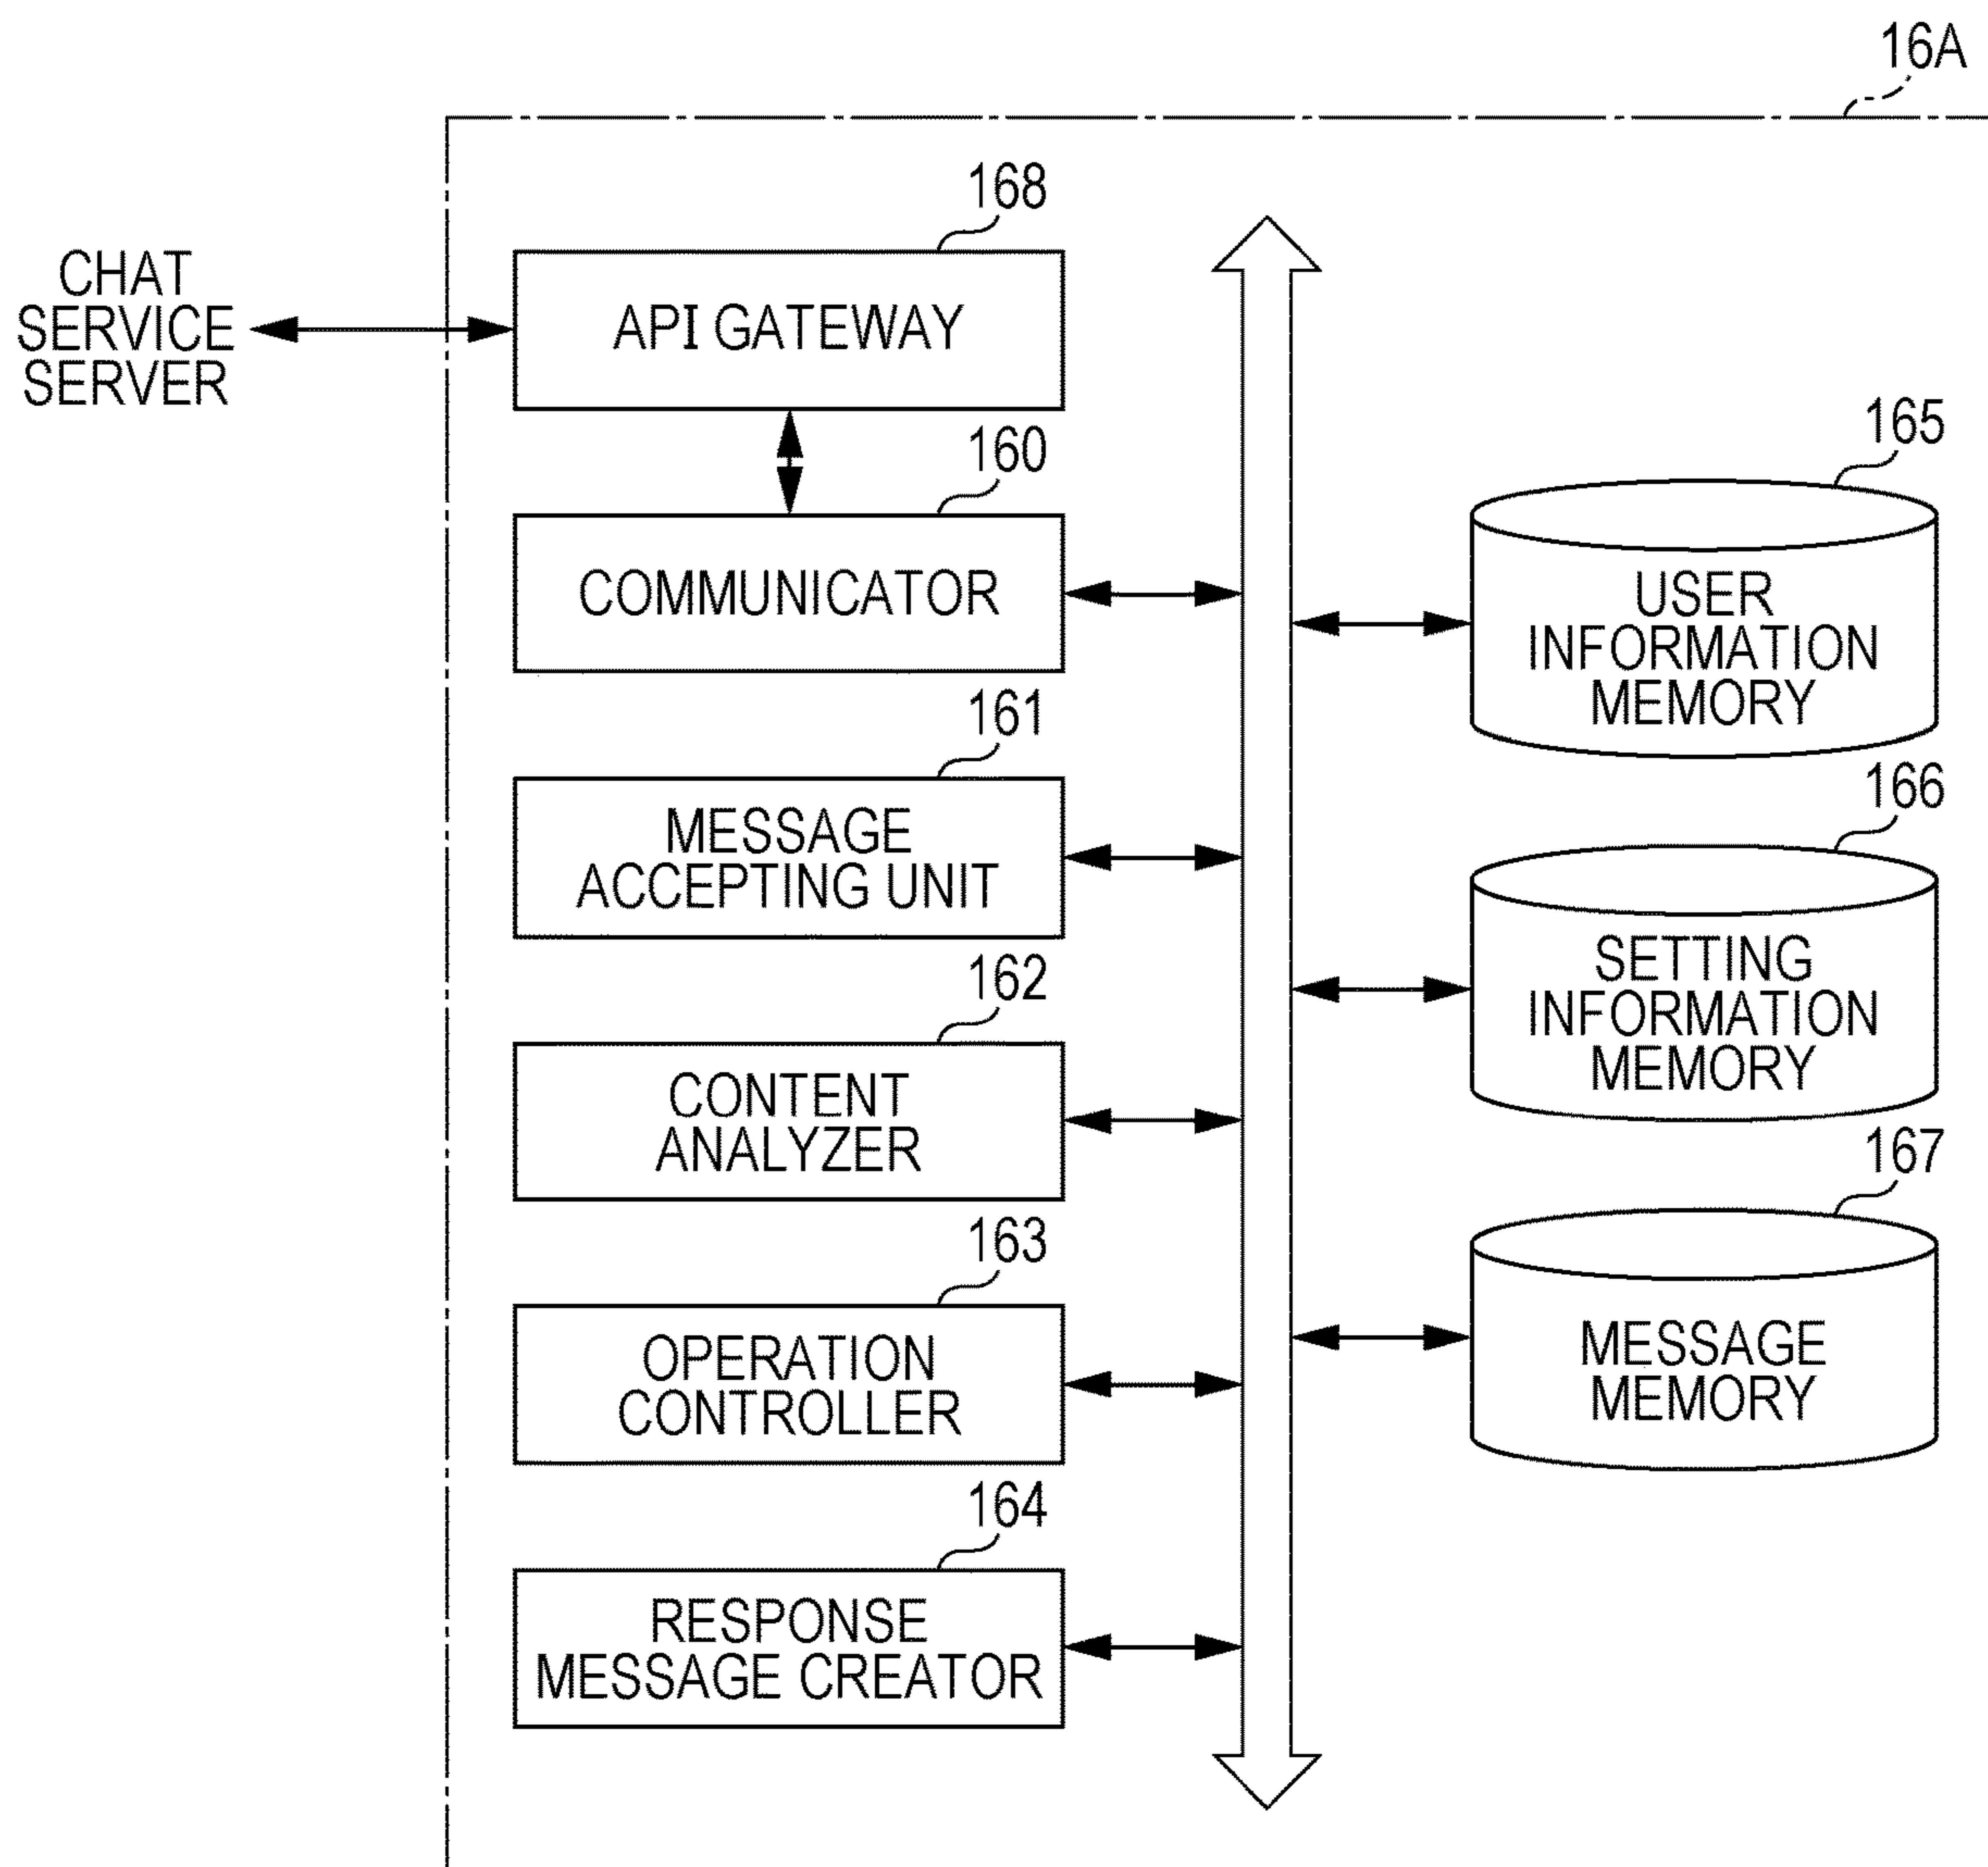 16A
168
CHAT
SERVICE
SERVER
API GATEWAY
160
COMMUNICATOR
161
MESSAGE
ACCEPTING UNIT
162
CONTENT
ANALYZER
163
OPERATION
CONTROLLER
164
RESPONSE
MESSAGE CREATOR
165
USER
INFORMATION
MEMORY
166
SETTING
INFORMATION
MEMORY
167
MESSAGE
MEMORY